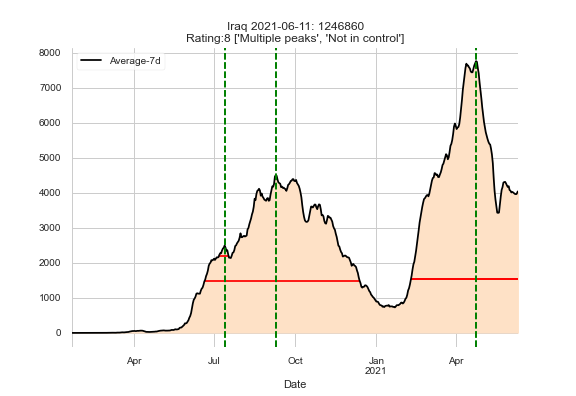 Iraq 2021-06-11: 1246860
Rating:8 ['Multiple peaks', 'Not in control']
Average-7d
8000
7000
6000
5000
4000
3000
2000
1000
0
Apr Jul Oct Jan Apr
2021
Date